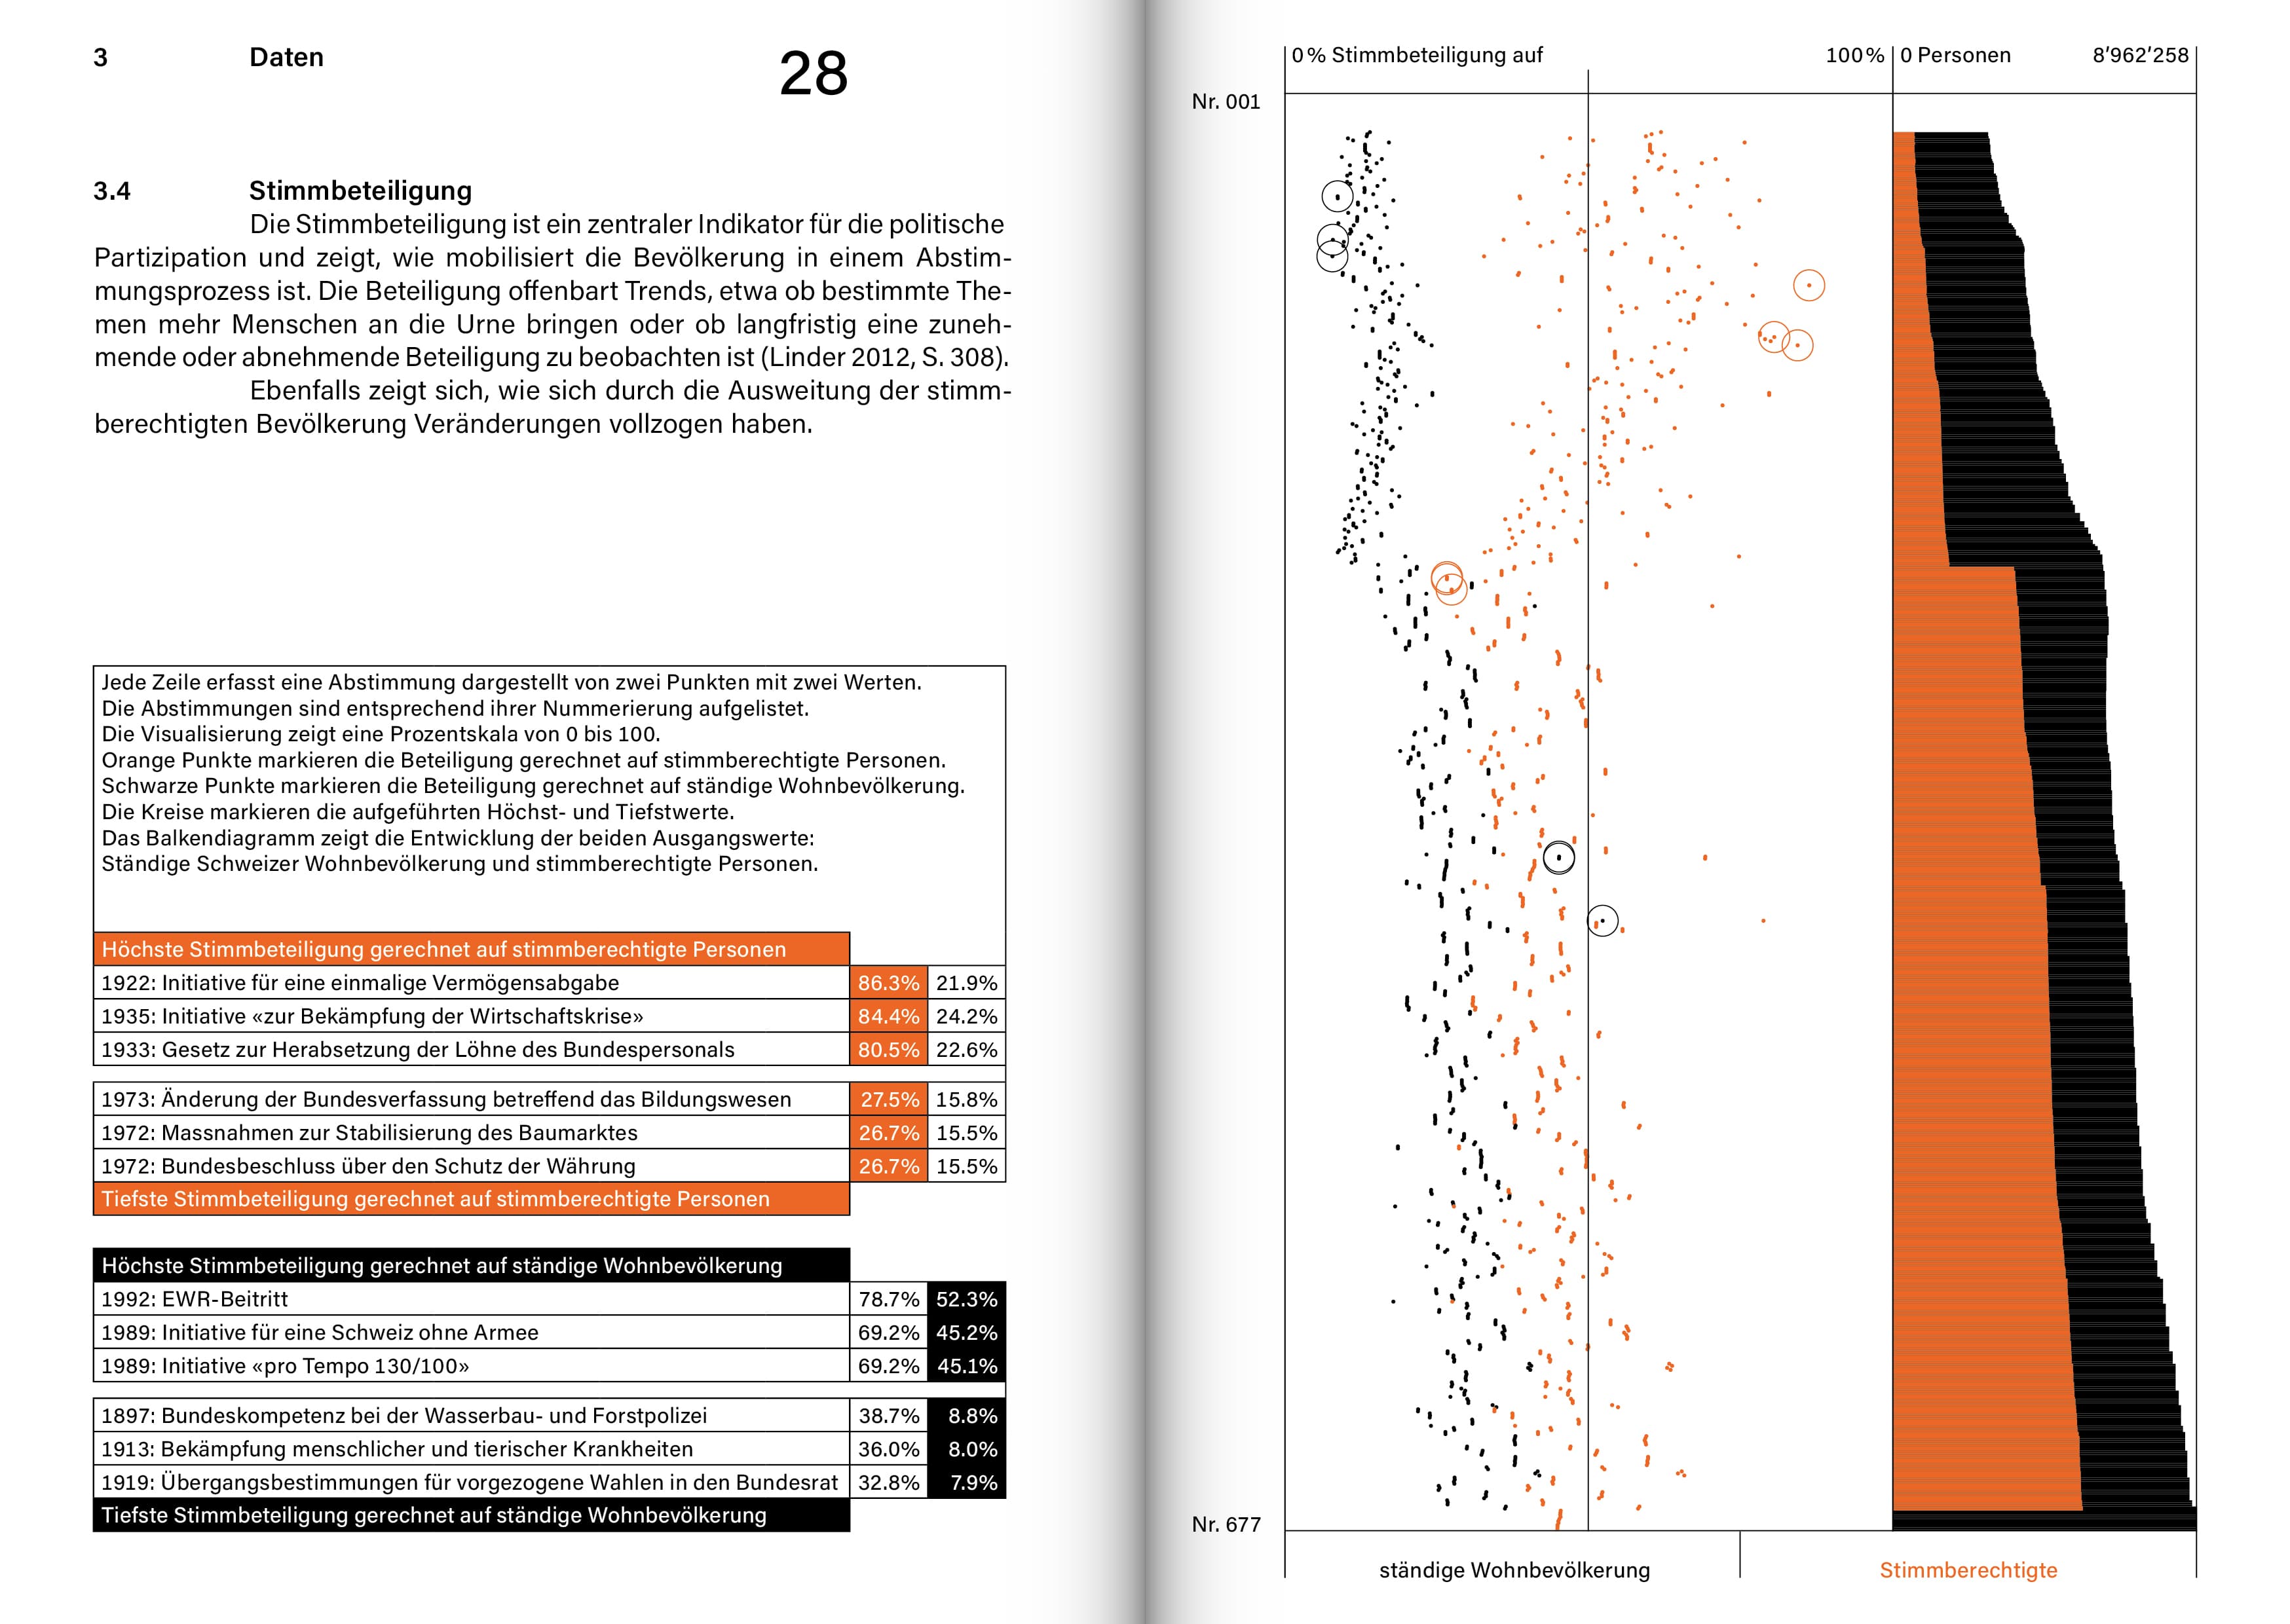 3 Daten 28
3.4 Stimmbeteiligung
Die Stimmbeteiligung ist ein zentraler Indikator für die politische
Partizipation und zeigt, wie mobilisiert die Bevölkerung in einem Abstim-
mungsprozess ist. Die Beteiligung offenbart Trends, etwa ob bestimmte The-
men mehr Menschen an die Urne bringen oder ob langfristig eine zuneh-
mende oder abnehmende Beteiligung zu beobachten ist (Linder 2012, S. 308).
Ebenfalls zeigt sich, wie sich durch die Ausweitung der stimm-
berechtigten Bevölkerung Veränderungen vollzogen haben.
Jede Zeile erfasst eine Abstimmung dargestellt von zwei Punkten mit zwei Werten.
Die Abstimmungen sind entsprechend ihrer Nummerierung aufgelistet.
Die Visualisierung zeigt eine Prozentskala von 0 bis 100.
Orange Punkte markieren die Beteiligung gerechnet auf stimmberechtigte Personen.
Schwarze Punkte markieren die Beteiligung gerechnet auf ständige Wohnbevölkerung.
Die Kreise markieren die aufgeführten Höchst- und Tiefstwerte.
Das Balkendiagramm zeigt die Entwicklung der beiden Ausgangswerte:
Ständige Schweizer Wohnbevölkerung und stimmberechtigte Personen.
Höchste Stimmbeteiligung gerechnet auf stimmberechtigte Personen
1922: Initiative für eine einmalige Vermögensabgabe 86.3% 21.9%
1935: Initiative «zur Bekämpfung der Wirtschaftskrise» 84.4% 24.2%
1933: Gesetz zur Herabsetzung der Löhne des Bundespersonals 80.5% 22.6%
1973: Änderung der Bundesverfassung betreffend das Bildungswesen 27.5% 15.8%
1972: Massnahmen zur Stabilisierung des Baumarktes 26.7% 15.5%
1972: Bundesbeschluss über den Schutz der Währung 26.7% 15.5%
Tiefste Stimmbeteiligung gerechnet auf stimmberechtigte Personen
Höchste Stimmbeteiligung gerechnet auf ständige Wohnbevölkerung
1992: EWR-Beitritt 78.7% 52.3%
1989: Initiative für eine Schweiz ohne Armee 69.2% 45.2%
1989: Initiative «pro Tempo 130/100» 69.2% 45.1%
1897: Bundeskompetenz bei der Wasserbau- und Forstpolizei 38.7% 8.8%
1913: Bekämpfung menschlicher und tierischer Krankheiten 36.0% 8.0%
1919: Übergangsbestimmungen für vorgezogene Wahlen in den Bundesrat 32.8% 7.9%
Tiefste Stimmbeteiligung gerechnet auf ständige Wohnbevölkerung
0% Stimmbeteiligung auf 100% 0 Personen 8’962’258
Nr. 001
Nr. 677
ständige Wohnbevölkerung Stimmberechtigte